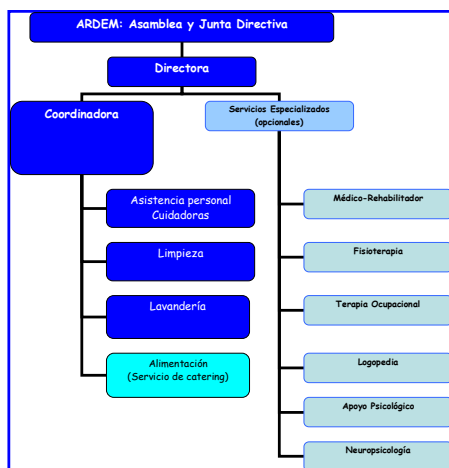 ARDEM: Asamblea y Junta Directiva
Directora
Coordinadora
Servicios Especializados
(opcionales)
Asistencia personal
Cuidadoras
Limpieza
Lavandería
Alimentación
(Servicio de catering)
Médico-Rehabilitador
Fisioterapia
Terapia Ocupacional
Logopedia
Apoyo Psicológico
Neuropsicología